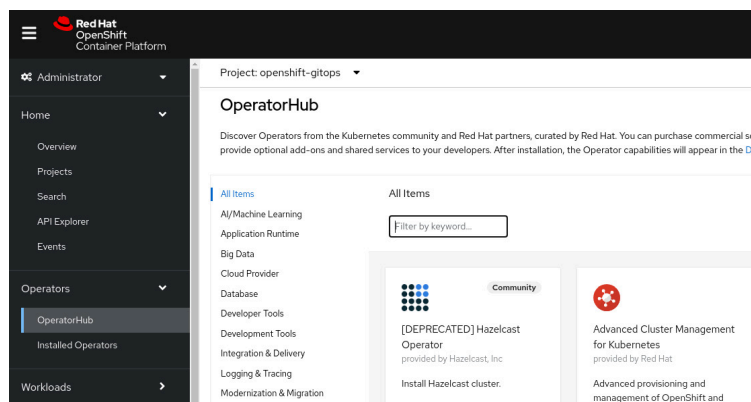 Red Hat
OpenShift
Container Platform
Administrator
Home
Overview
Projects
Search
API Explorer
Events
Operators
OperatorHub
Installed Operators
Workloads
Project: openshift-gitops
OperatorHub
Discover Operators from the Kubernetes community and Red Hat partners, curated by Red Hat. You can purchase commercial s
provide optional add-ons and shared services to your developers. After installation, the Operator capabilities will appear in the D
All Items
AI/Machine Learning
Application Runtime
Big Data
Cloud Provider
Database
Developer Tools
Development Tools
Integration & Delivery
Logging & Tracing
Modernization & Migration
All Items
Filter by keyword...
Community
[DEPRECATED] Hazelcast
Operator
provided by Hazelcast, Inc
Install Hazelcast cluster.
Advanced Cluster Management
for Kubernetes
provided by Red Hat
Advanced provisioning and
management of OpenShift and